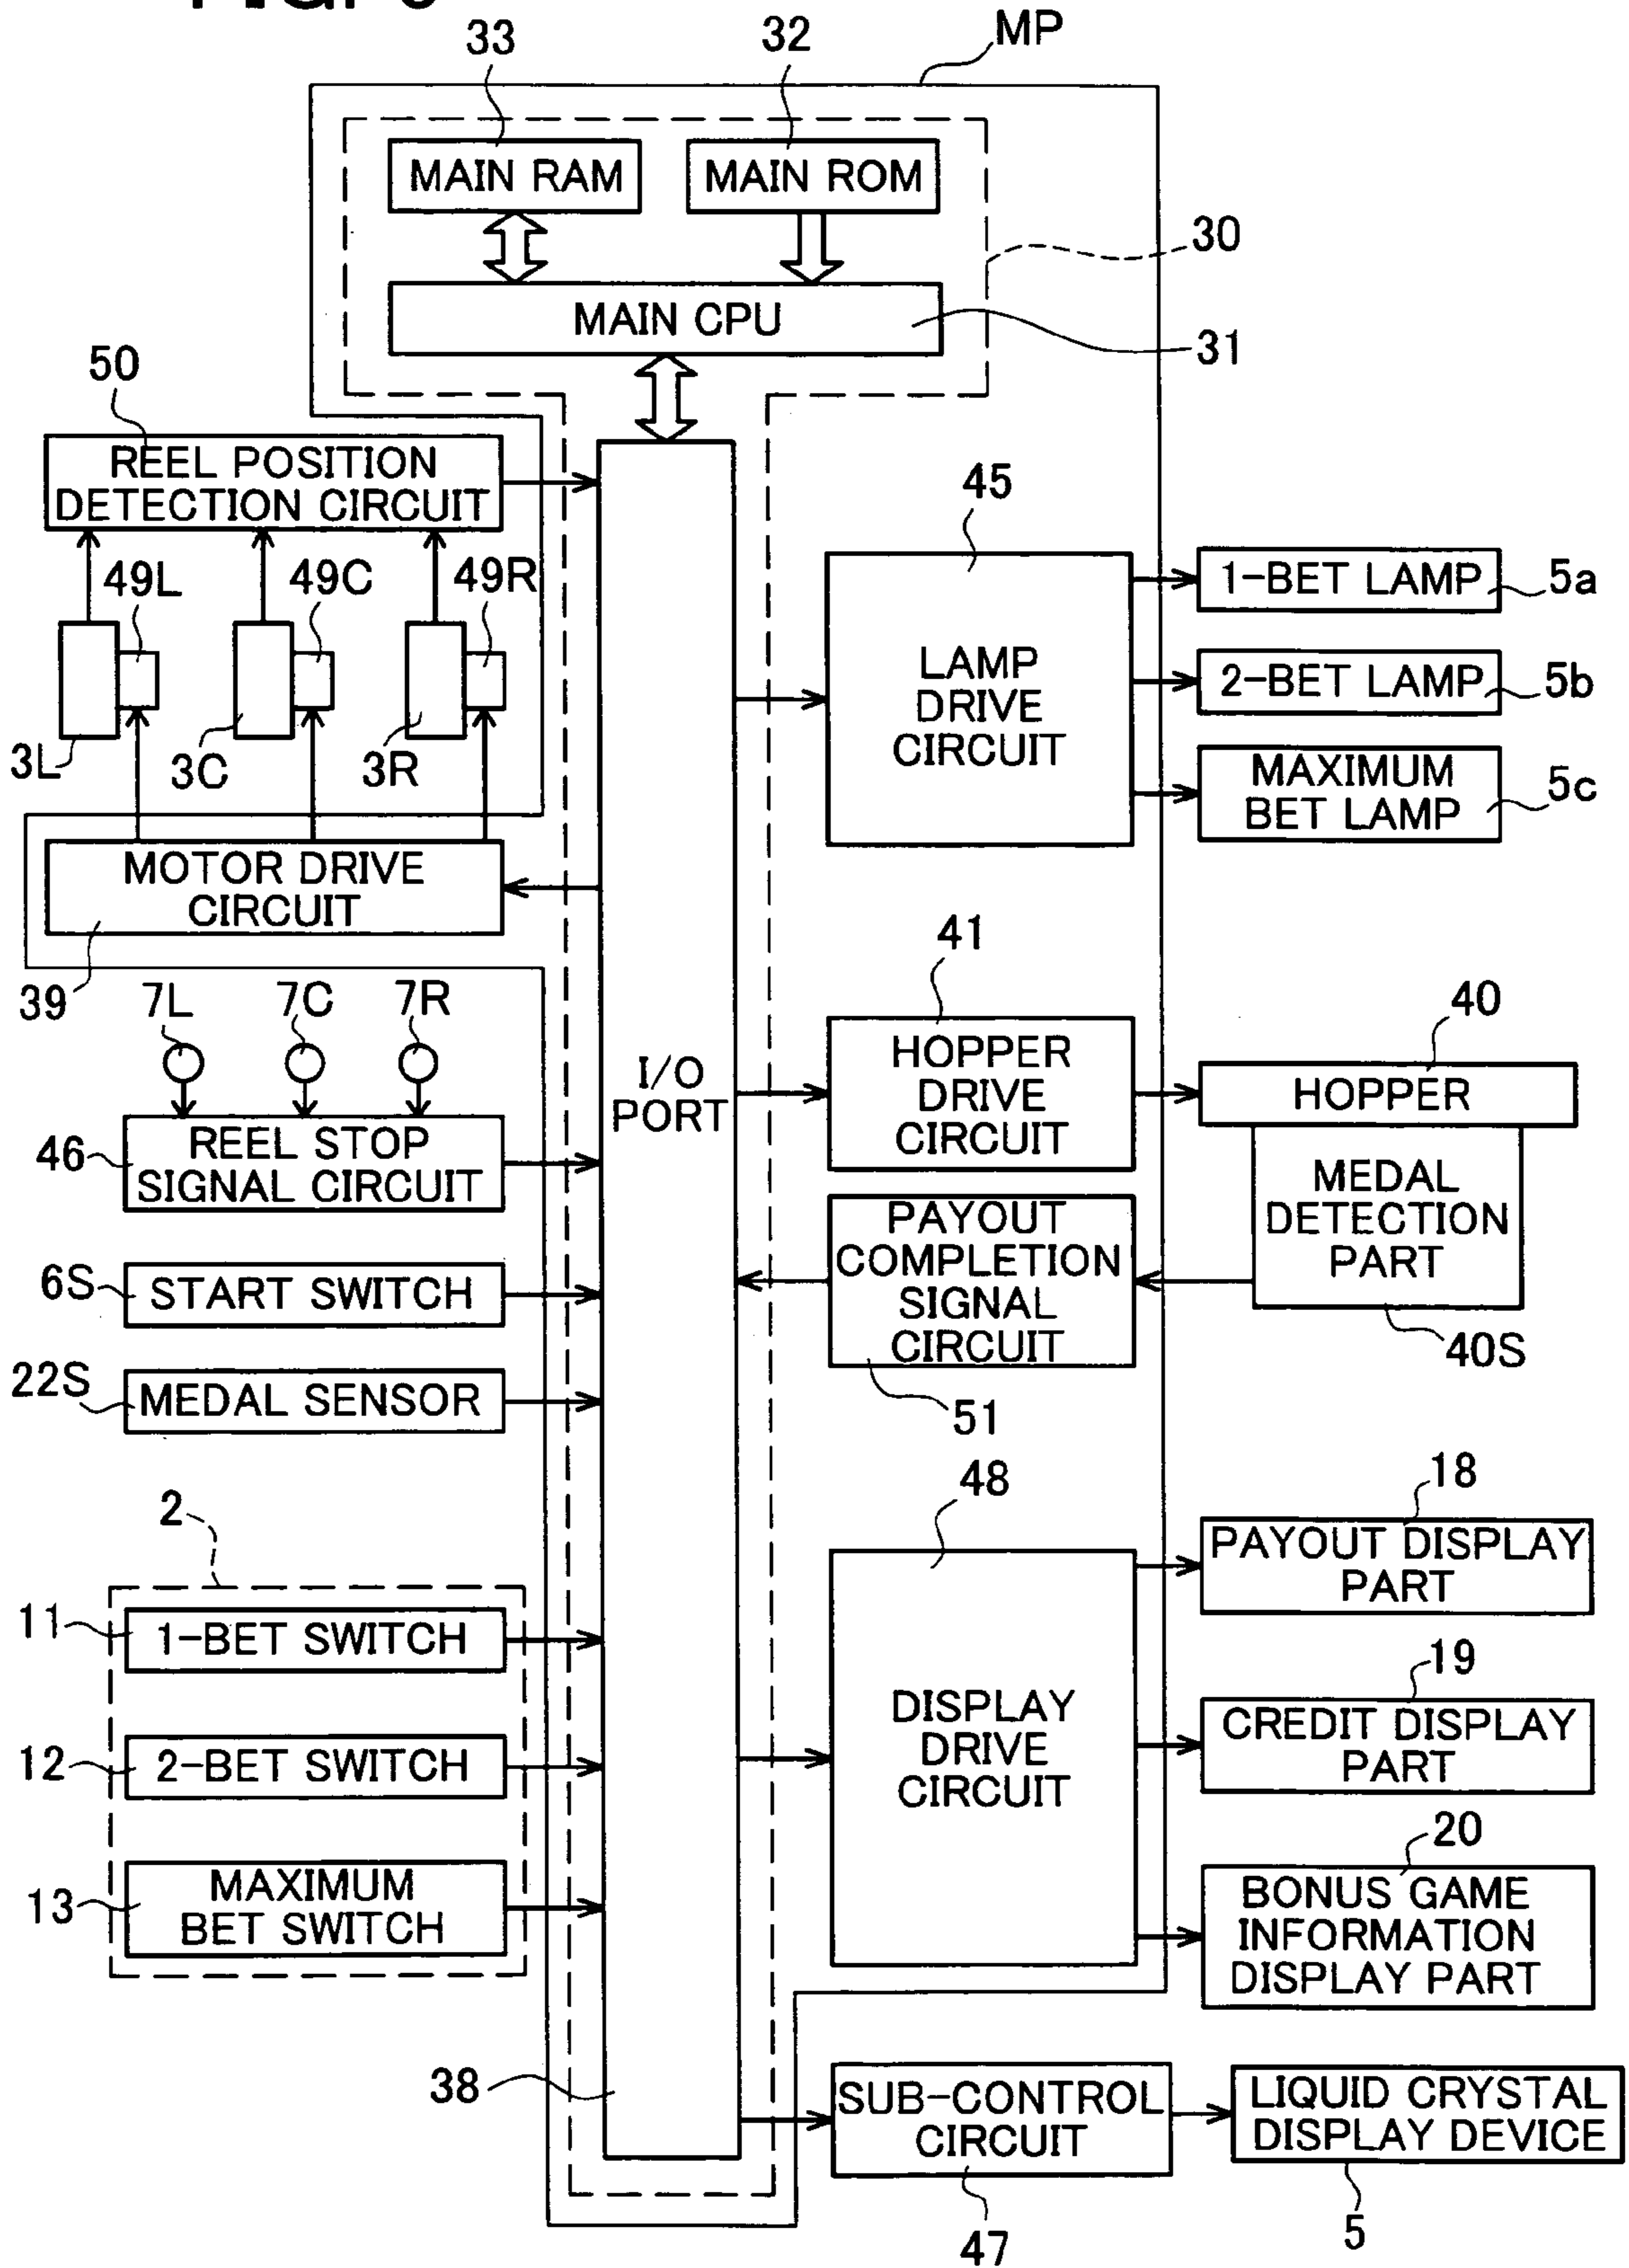 33
32
MP
MAIN RAM
MAIN ROM
30
MAIN CPU
31
50
REEL POSITION
DETECTION CIRCUIT
49L
49C
49R
3L
3C
3R
MOTOR DRIVE
CIRCUIT
39
7L
7C
7R
46
REEL STOP
SIGNAL CIRCUIT
6S
START SWITCH
22S
MEDAL SENSOR
2
11
1-BET SWITCH
12
2-BET SWITCH
13
MAXIMUM
BET SWITCH
I/O
PORT
38
45
LAMP
DRIVE
CIRCUIT
1-BET LAMP
5a
2-BET LAMP
5b
MAXIMUM
BET LAMP
5c
41
HOPPER
DRIVE
CIRCUIT
40
HOPPER
MEDAL
DETECTION
PART
40S
PAYOUT
COMPLETION
SIGNAL
CIRCUIT
51
48
DISPLAY
DRIVE
CIRCUIT
18
PAYOUT DISPLAY
PART
19
CREDIT DISPLAY
PART
20
BONUS GAME
INFORMATION
DISPLAY PART
SUB-CONTROL
CIRCUIT
47
LIQUID CRYSTAL
DISPLAY DEVICE
5